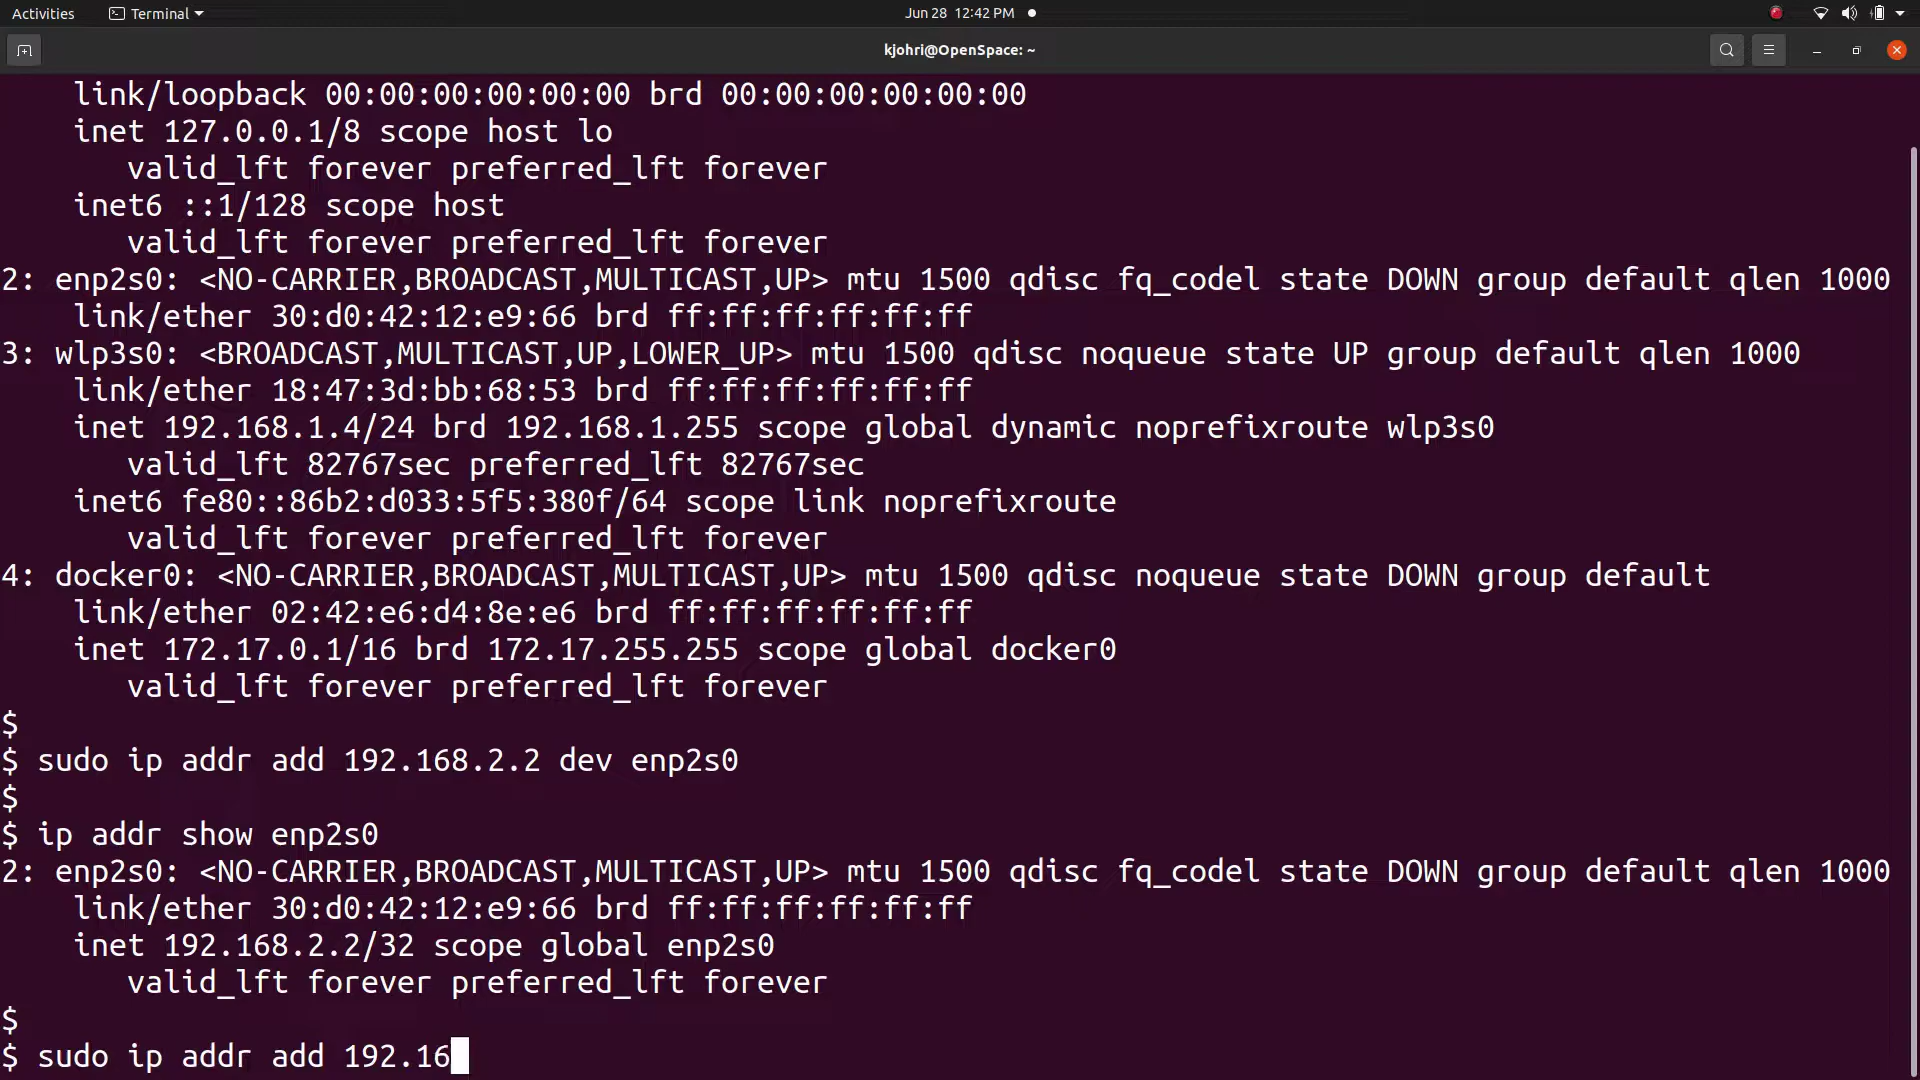 Activities Terminal Jun 28 12:42 PM
kjohri@OpenSpace: ~
link/loopback 00:00:00:00:00:00 brd 00:00:00:00:00:00
inet 127.0.0.1/8 scope host lo
valid_lft forever preferred_lft forever
inet6 ::1/128 scope host
valid_lft forever preferred_lft forever
2: enp2s0: <NO-CARRIER,BROADCAST,MULTICAST,UP> mtu 1500 qdisc fq_codel state DOWN group default qlen 1000
link/ether 30:d0:42:12:e9:66 brd ff:ff:ff:ff:ff:ff
3: wlp3s0: <BROADCAST,MULTICAST,UP,LOWER_UP> mtu 1500 qdisc noqueue state UP group default qlen 1000
link/ether 18:47:3d:bb:68:53 brd ff:ff:ff:ff:ff:ff
inet 192.168.1.4/24 brd 192.168.1.255 scope global dynamic noprefixroute wlp3s0
valid_lft 82767sec preferred_lft 82767sec
inet6 fe80::86b2:d033:5f5:380f/64 scope link noprefixroute
valid_lft forever preferred_lft forever
4: docker0: <NO-CARRIER,BROADCAST,MULTICAST,UP> mtu 1500 qdisc noqueue state DOWN group default
link/ether 02:42:e6:d4:8e:e6 brd ff:ff:ff:ff:ff:ff
inet 172.17.0.1/16 brd 172.17.255.255 scope global docker0
valid_lft forever preferred_lft forever
$
$ sudo ip addr add 192.168.2.2 dev enp2s0
$
$ ip addr show enp2s0
2: enp2s0: <NO-CARRIER,BROADCAST,MULTICAST,UP> mtu 1500 qdisc fq_codel state DOWN group default qlen 1000
link/ether 30:d0:42:12:e9:66 brd ff:ff:ff:ff:ff:ff
inet 192.168.2.2/32 scope global enp2s0
valid_lft forever preferred_lft forever
$
$ sudo ip addr add 192.16